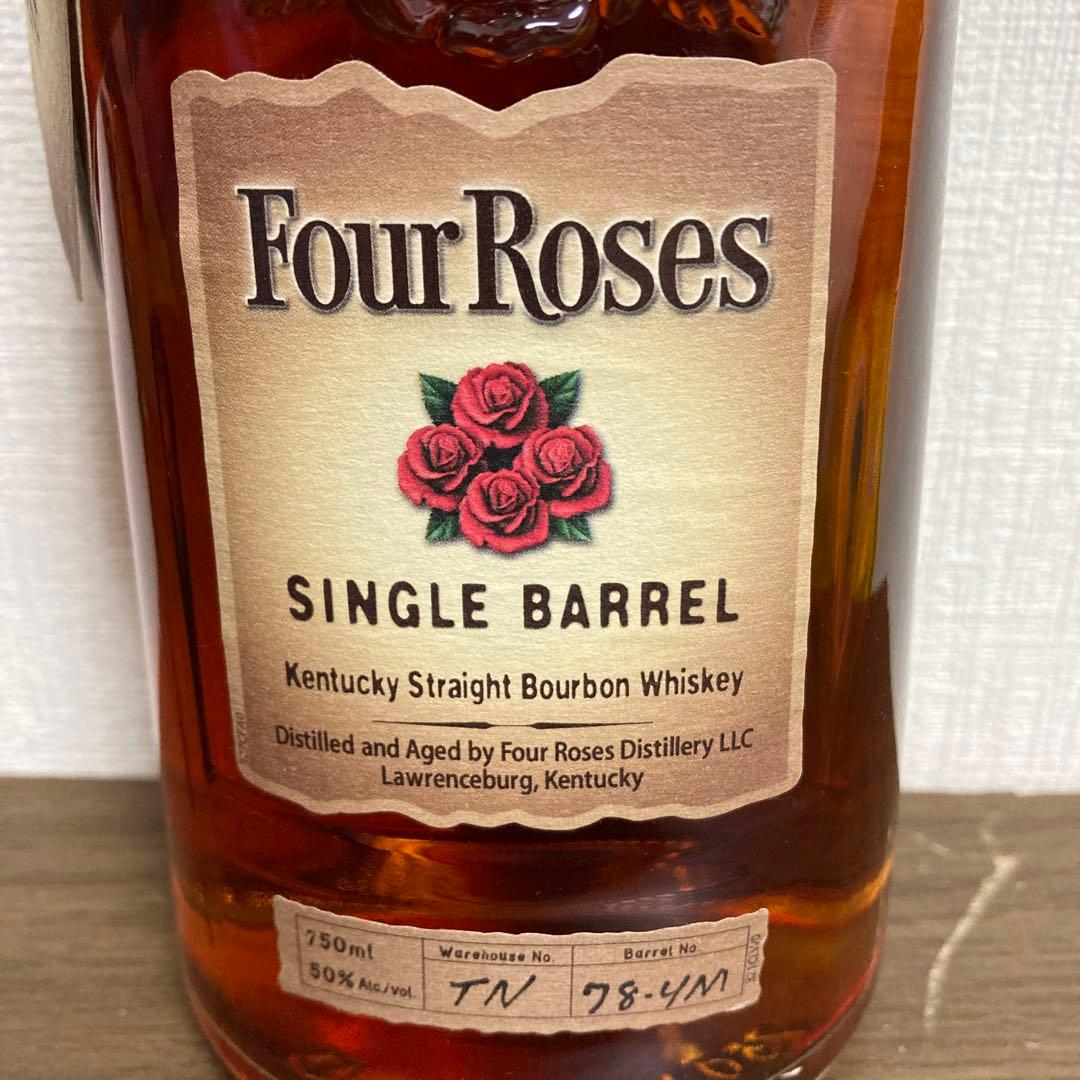 Four Roses
SINGLE BARREL
Kentucky Straight Bourbon Whiskey
Distilled and Aged by Four Roses Distillery LLC
Lawrenceburg, Kentucky
750ml
50% Alc./vol.
Warehouse No.
TN
Barrel No.
78-4M